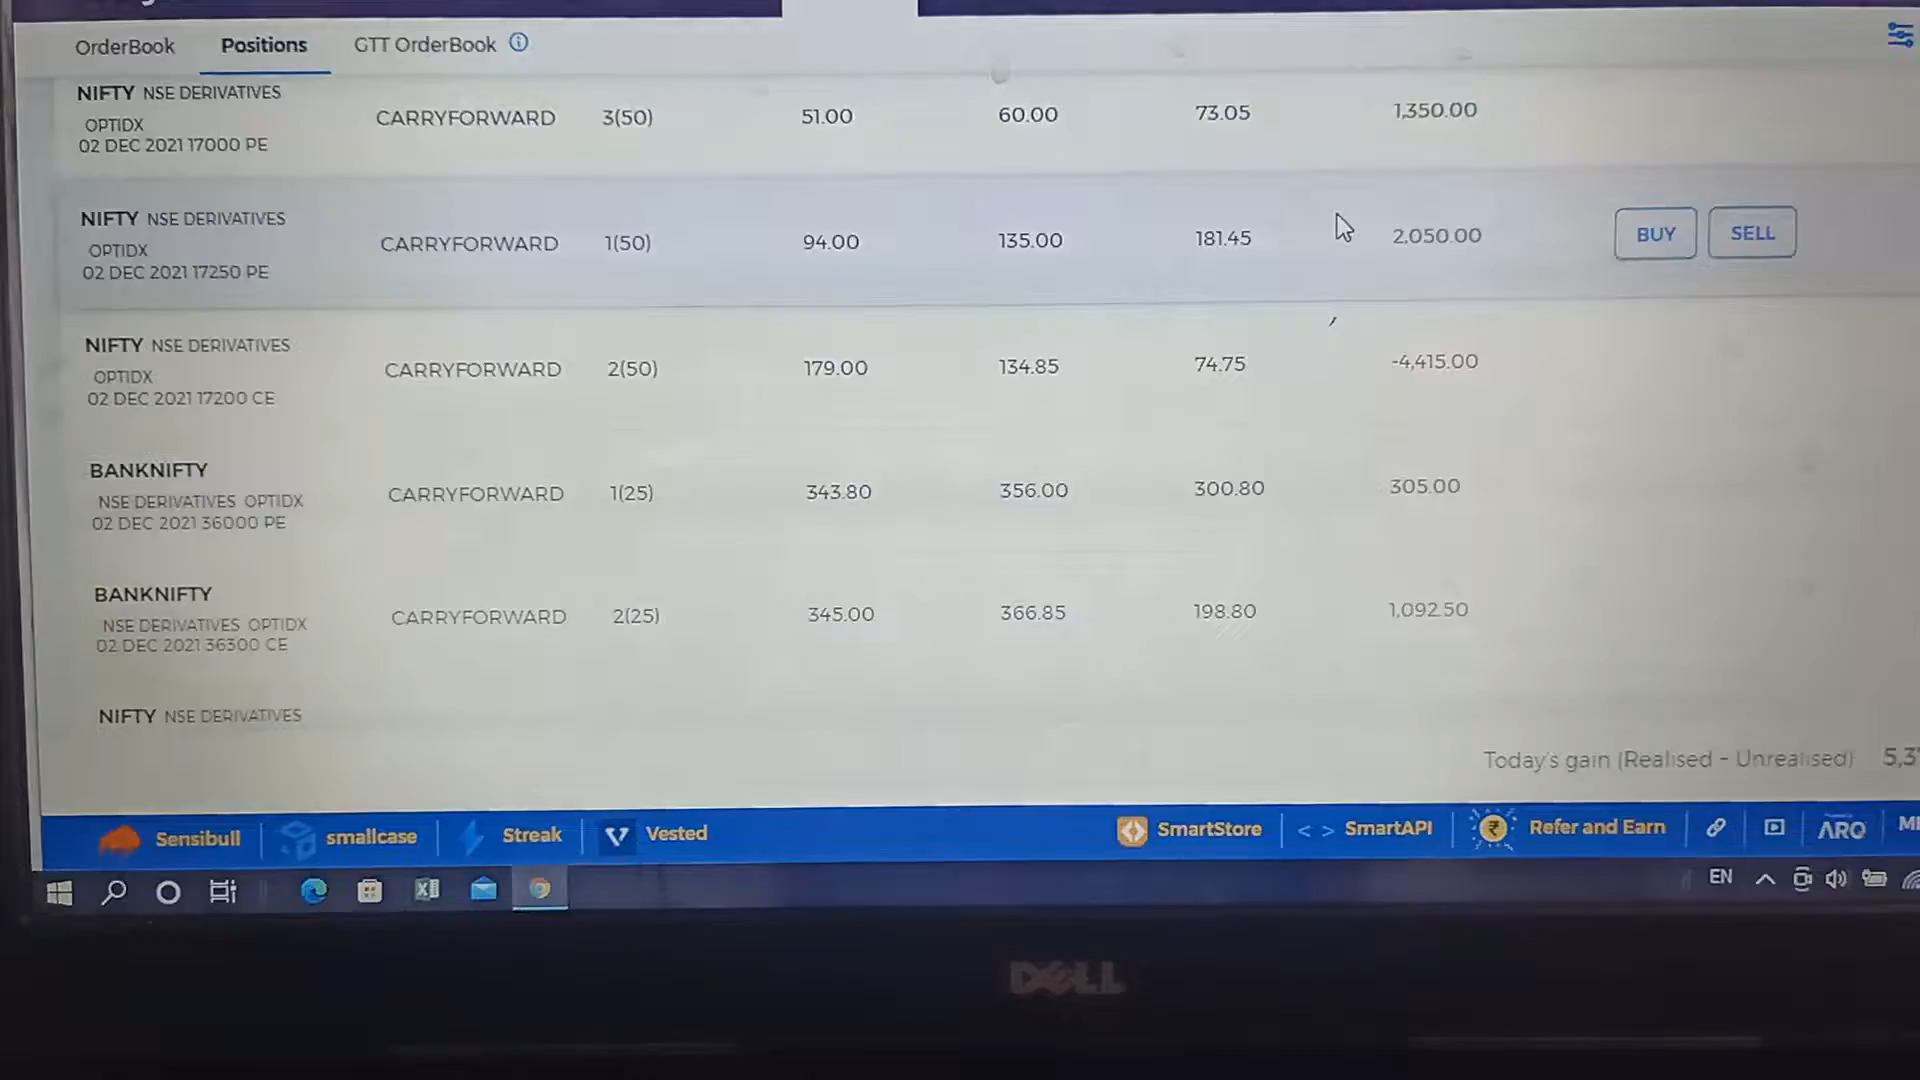 OrderBook Positions GTT OrderBook
NIFTY NSE DERIVATIVES
OPTIDX
02 DEC 2021 17000 PE
CARRYFORWARD 3(50) 51.00 60.00 73.05 1,350.00
NIFTY NSE DERIVATIVES
OPTIDX
02 DEC 2021 17250 PE
CARRYFORWARD 1(50) 94.00 135.00 181.45 2,050.00 BUY SELL
NIFTY NSE DERIVATIVES
OPTIDX
02 DEC 2021 17200 CE
CARRYFORWARD 2(50) 179.00 134.85 74.75 -4,415.00
BANKNIFTY
NSE DERIVATIVES OPTIDX
02 DEC 2021 36000 PE
CARRYFORWARD 1(25) 343.80 356.00 300.80 305.00
BANKNIFTY
NSE DERIVATIVES OPTIDX
02 DEC 2021 36300 CE
CARRYFORWARD 2(25) 345.00 366.85 198.80 1,092.50
NIFTY NSE DERIVATIVES
Today's gain (Realised - Unrealised) 5,3
Sensibull smallcase Streak Vested SmartStore < > SmartAPI Refer and Earn ARQ
EN
DELL